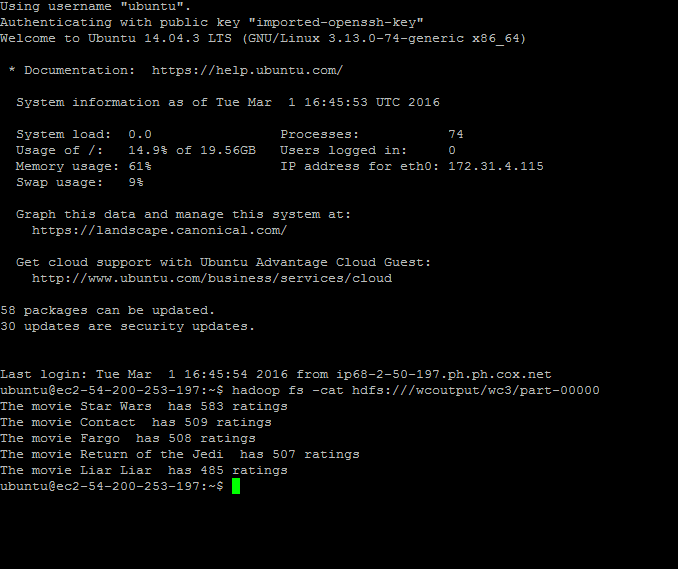 Using username "ubuntu".
Authenticating with public key "imported-openssh-key"
Welcome to Ubuntu 14.04.3 LTS (GNU/Linux 3.13.0-74-generic x86_64)
* Documentation:  https://help.ubuntu.com/
System information as of Tue Mar  1 16:45:53 UTC 2016
System load:  0.0                Processes:           74
Usage of /:   14.9% of 19.56GB   Users logged in:     0
Memory usage: 61%                IP address for eth0: 172.31.4.115
Swap usage:   9%
Graph this data and manage this system at:
https://landscape.canonical.com/
Get cloud support with Ubuntu Advantage Cloud Guest:
http://www.ubuntu.com/business/services/cloud
58 packages can be updated.
30 updates are security updates.
Last login: Tue Mar  1 16:45:54 2016 from ip68-2-50-197.ph.ph.cox.net
ubuntu@ec2-54-200-253-197:~$ hadoop fs -cat hdfs:///wcoutput/wc3/part-00000
The movie Star Wars  has 583 ratings
The movie Contact  has 509 ratings
The movie Fargo  has 508 ratings
The movie Return of the Jedi  has 507 ratings
The movie Liar Liar  has 485 ratings
ubuntu@ec2-54-200-253-197:~$